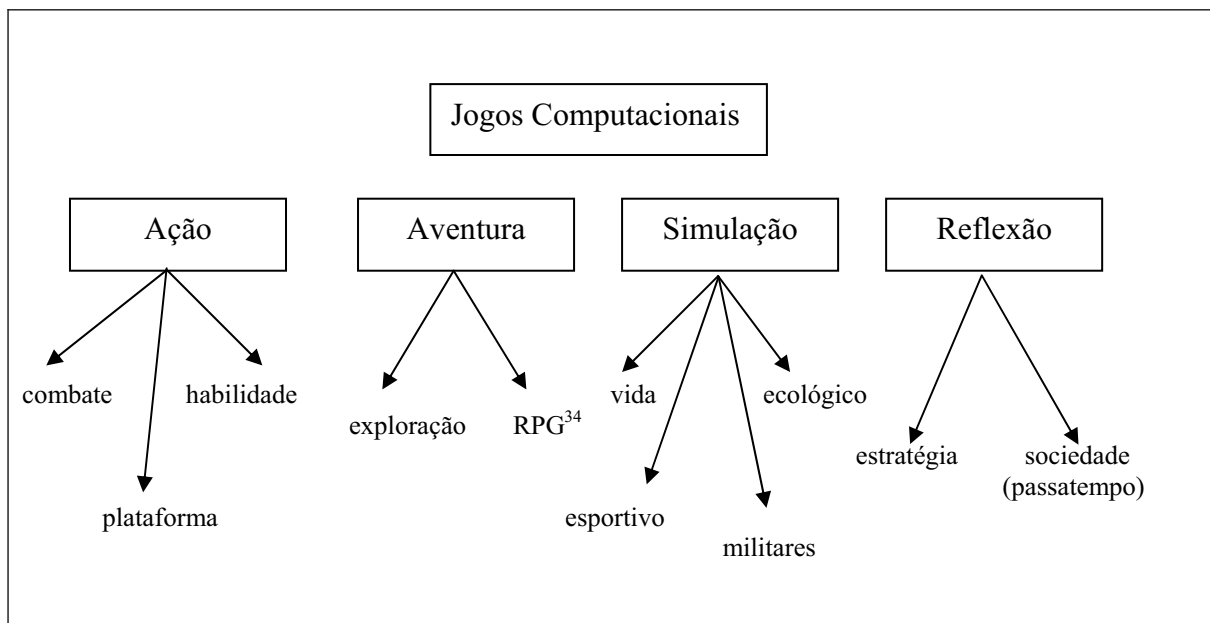 Jogos Computacionais
Ação
Aventura
Simulação
Reflexão
combate
habilidade
plataforma
exploração
RPG34
vida
ecológico
esportivo
militares
estratégia
sociedade
(passatempo)